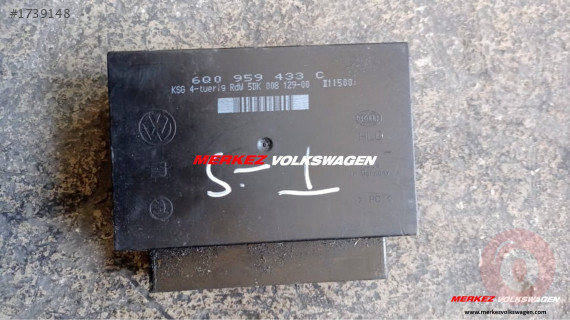 #1739148
6Q0 959 433 C
KSG 4-tuerig RdW 5DK 008 129-00
MERKEZ VOLKSWAGEN
S-1
MERKEZ VOLKSWAGEN
www.merkezvolkswagen.com